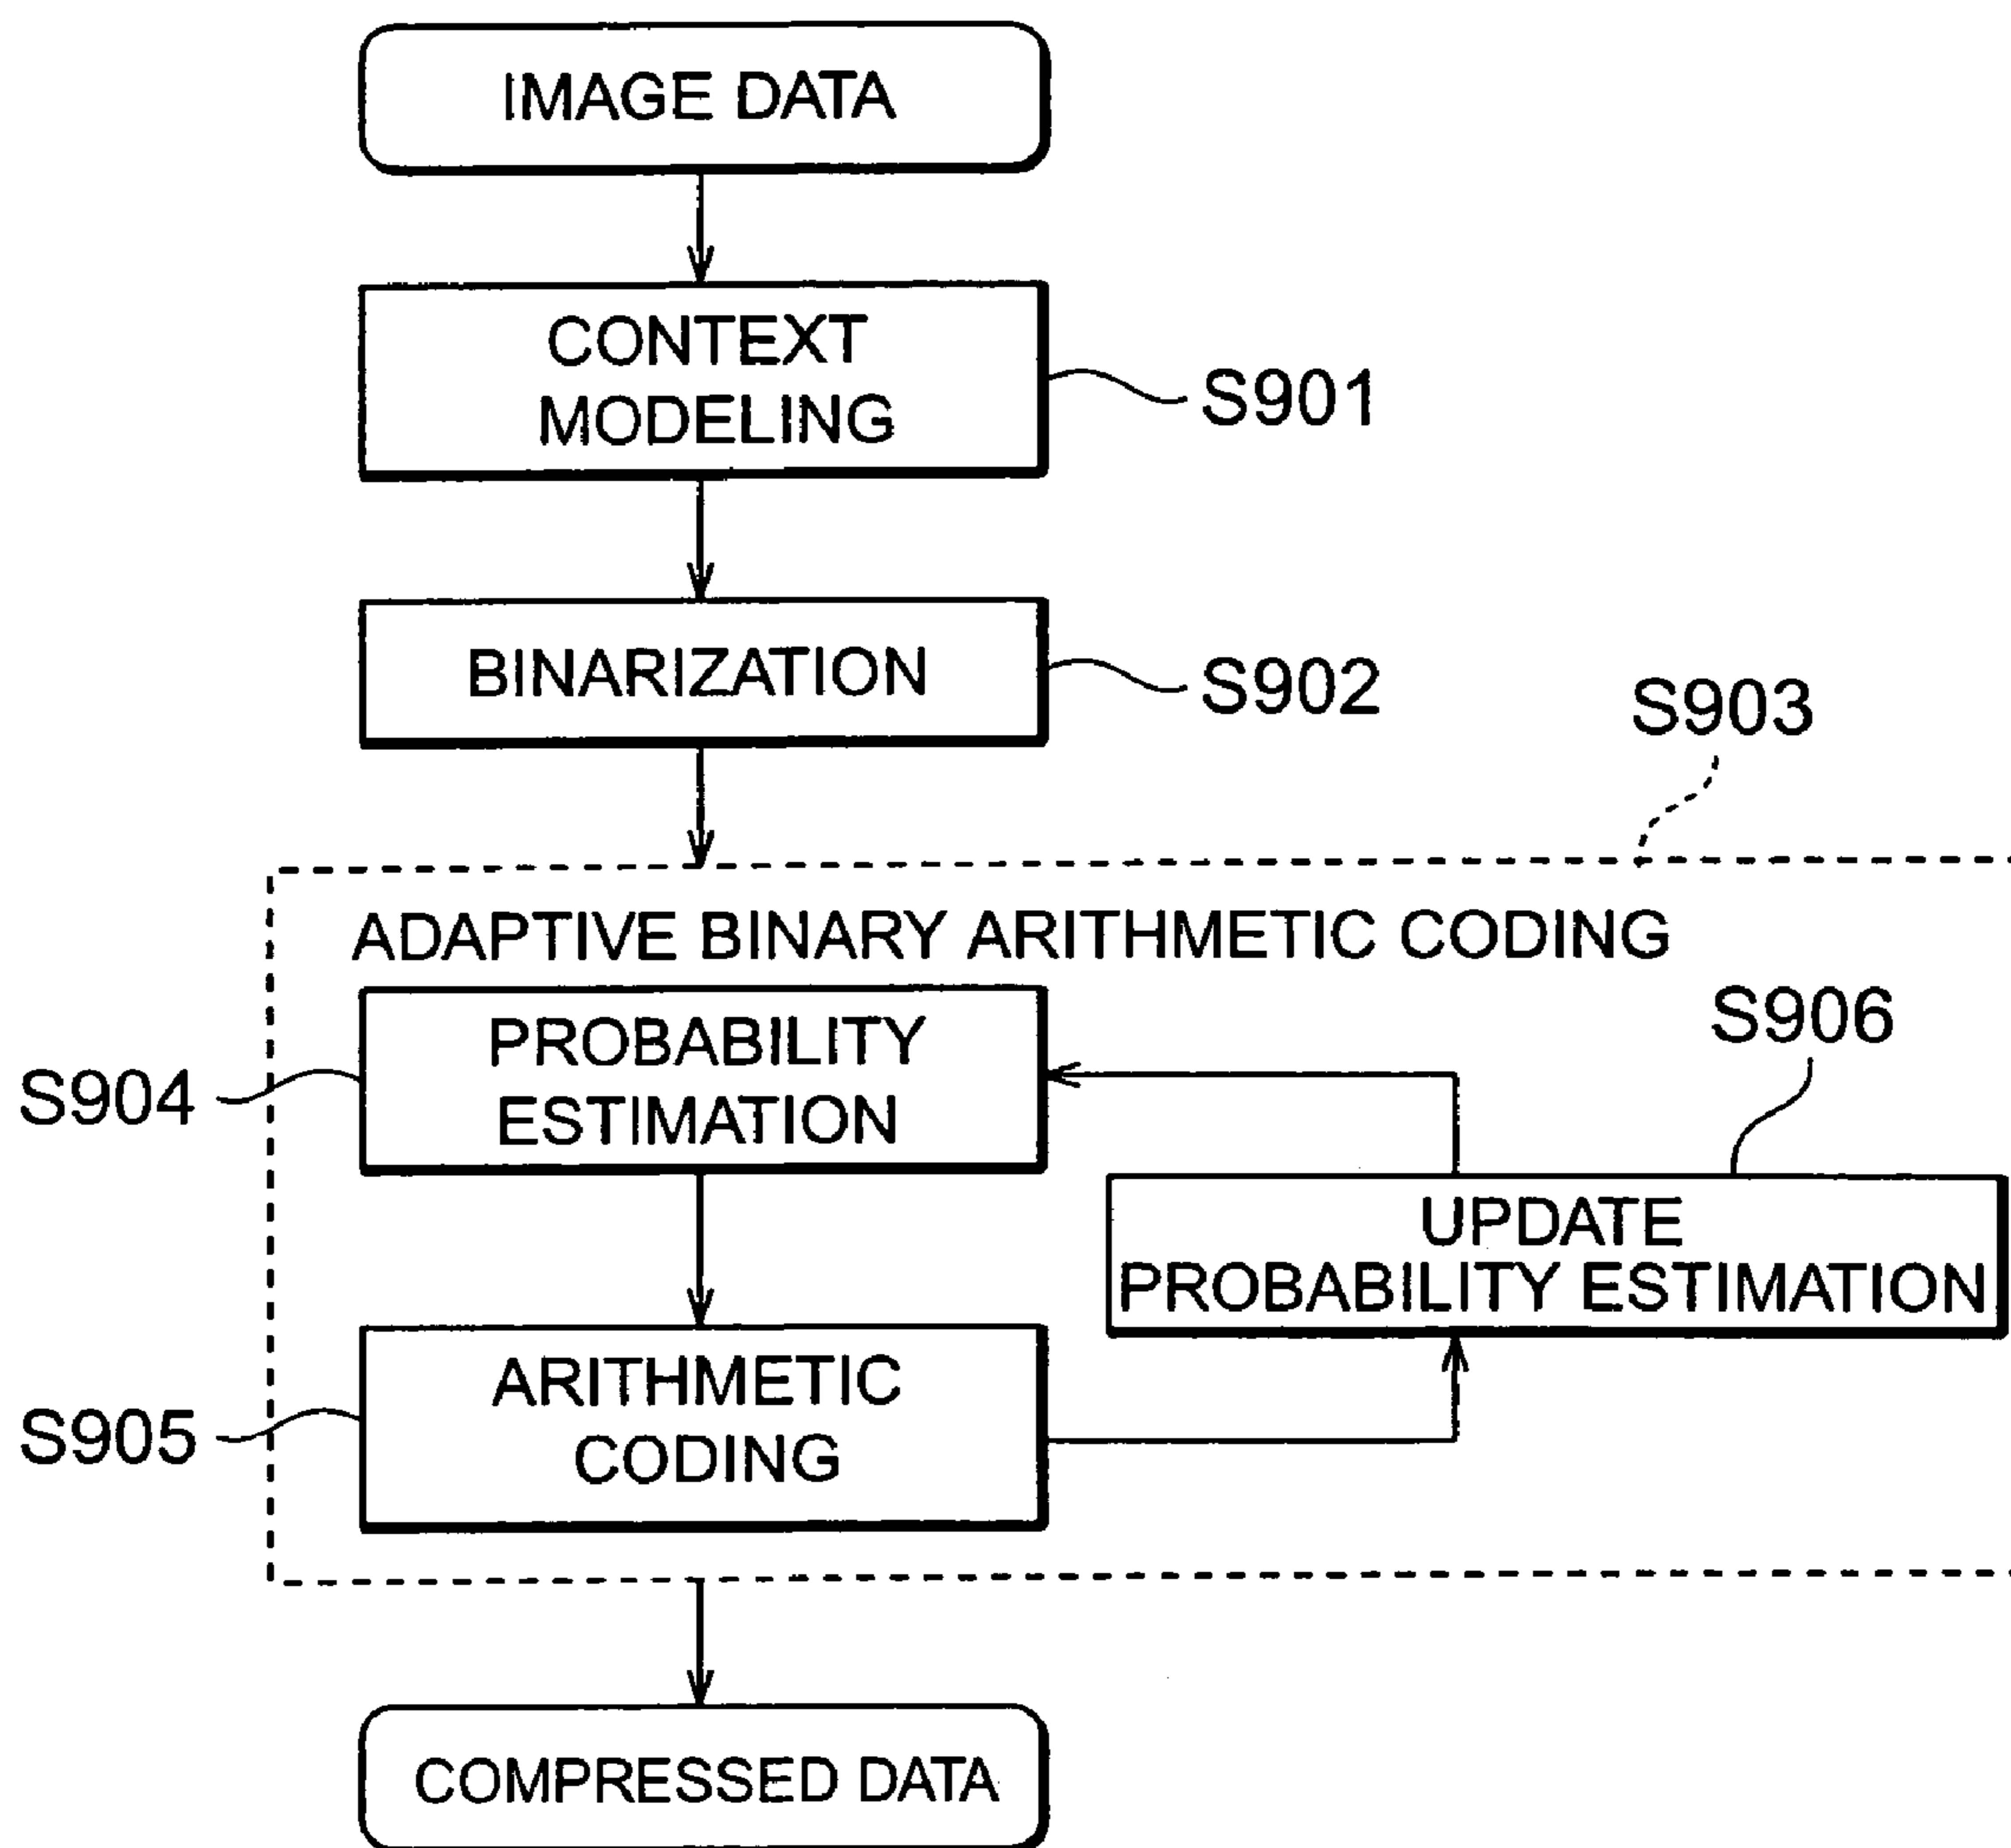 IMAGE DATA
CONTEXT
MODELING
S901
BINARIZATION
S902
S903
ADAPTIVE BINARY ARITHMETIC CODING
PROBABILITY
ESTIMATION
S904
S906
UPDATE
PROBABILITY ESTIMATION
ARITHMETIC
CODING
S905
COMPRESSED DATA